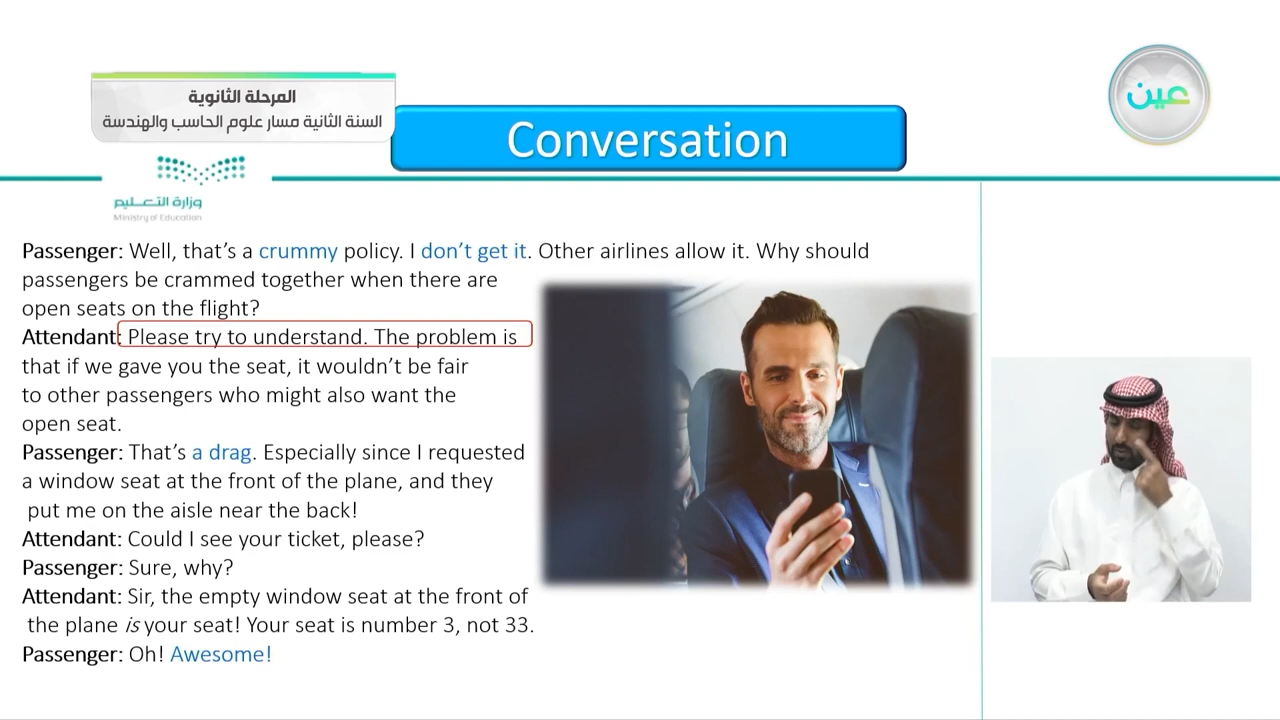 المرحلة الثانوية
السنة الثانية مسار علوم الحاسب والهندسة
عين
Conversation
وزارة التعليم
Ministry of Education
Passenger: Well, that's a crummy policy. I don't get it. Other airlines allow it. Why should
passengers be crammed together when there are
open seats on the flight?
Attendant: Please try to understand. The problem is
that if we gave you the seat, it wouldn't be fair
to other passengers who might also want the
open seat.
Passenger: That's a drag. Especially since I requested
a window seat at the front of the plane, and they
put me on the aisle near the back!
Attendant: Could I see your ticket, please?
Passenger: Sure, why?
Attendant: Sir, the empty window seat at the front of
the plane is your seat! Your seat is number 3, not 33.
Passenger: Oh! Awesome!